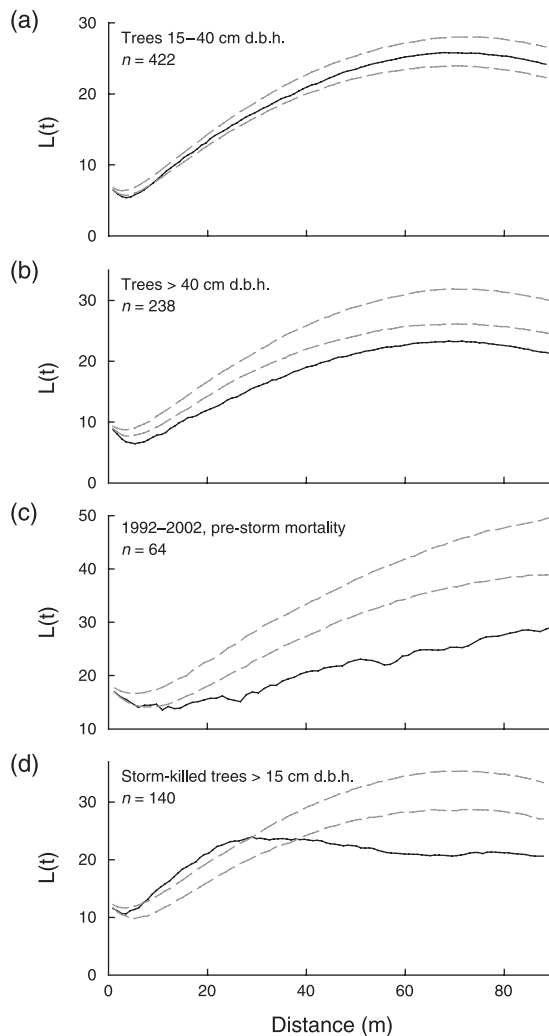 (a)
Trees 15–40 cm d.b.h.
n = 422
30
20
10
0
L(t)
(b)
Trees > 40 cm d.b.h.
n = 238
30
20
10
0
L(t)
(c)
1992–2002, pre-storm mortality
n = 64
50
40
30
20
10
L(t)
(d)
Storm-killed trees > 15 cm d.b.h.
n = 140
30
20
10
0
L(t)
0 20 40 60 80
Distance (m)